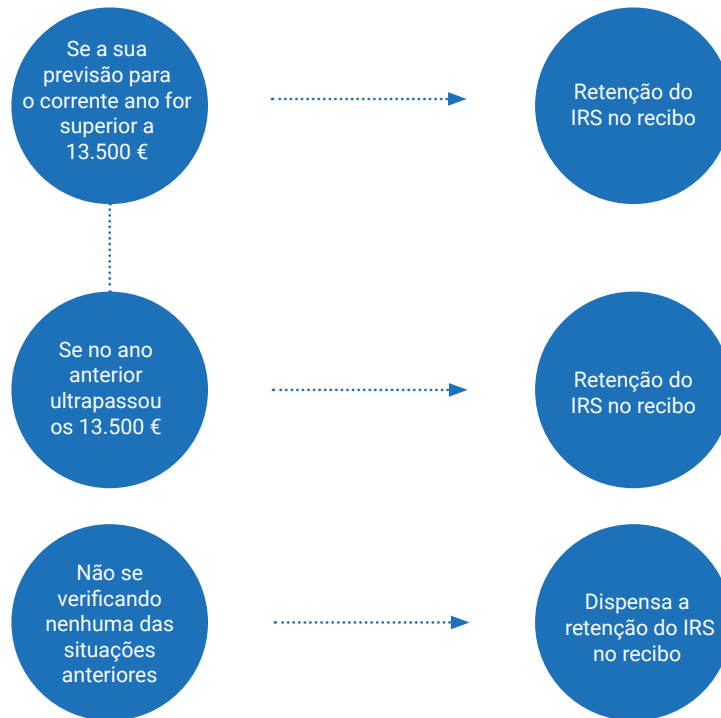 Se a sua
previsão para
o corrente ano for
superior a
13.500 €
Retenção do
IRS no recibo
Se no ano
anterior
ultrapassou
os 13.500 €
Retenção do
IRS no recibo
Não se
verificando
nenhuma das
situações
anteriores
Dispensa a
retenção do IRS
no recibo